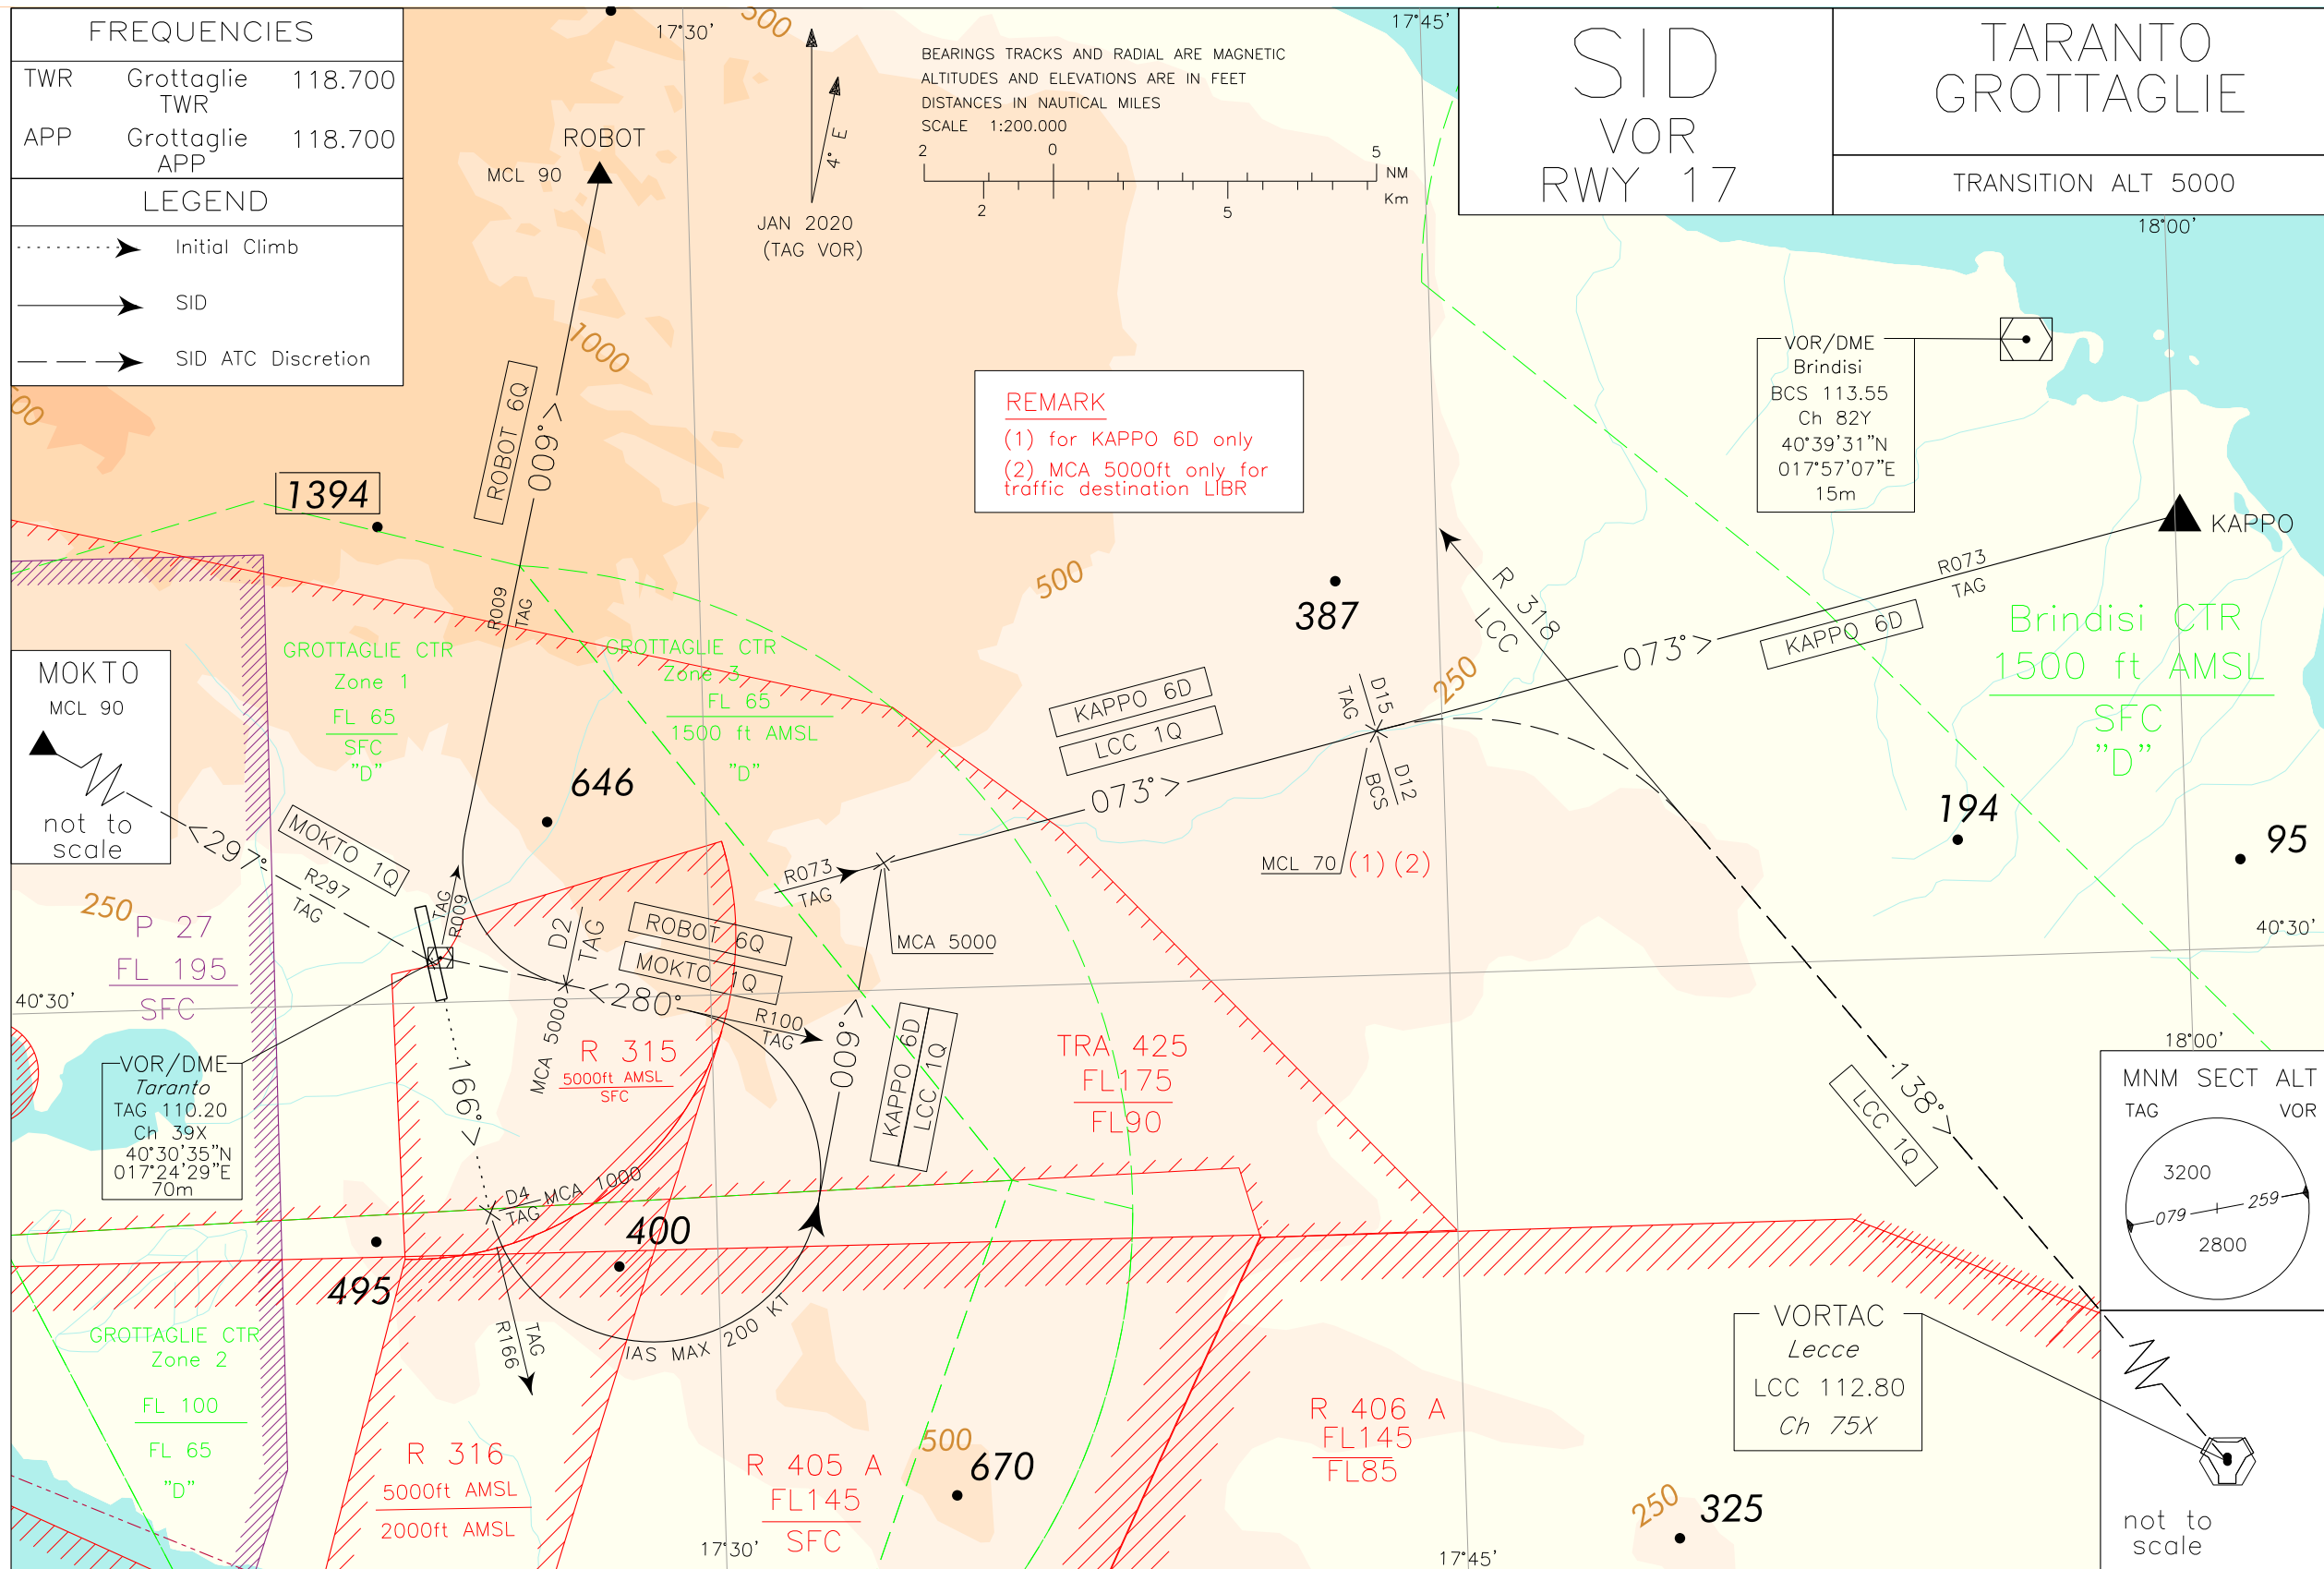 FREQUENCIES
TWR Grottaglie TWR 118.700
APP Grottaglie APP 118.700
LEGEND
Initial Climb
SID
SID ATC Discretion
17°30'
500
17°45'
BEARINGS TRACKS AND RADIAL ARE MAGNETIC
ALTITUDES AND ELEVATIONS ARE IN FEET
DISTANCES IN NAUTICAL MILES
SCALE 1:200.000
2 0 5 NM
2 5 Km
4° E
JAN 2020
(TAG VOR)
SID
VOR
RWY 17
TARANTO
GROTTAGLIE
TRANSITION ALT 5000
18°00'
ROBOT
MCL 90
1000
ROBOT 6Q
009°>
R009
TAG
REMARK
(1) for KAPPO 6D only
(2) MCA 5000ft only for
traffic destination LIBR
VOR/DME
Brindisi
BCS 113.55
Ch 82Y
40°39'31"N
017°57'07"E
15m
KAPPO
R073
TAG
KAPPO 6D
073°>
R 318
LCC
Brindisi CTR
1500 ft AMSL
SFC
"D"
1394
500
387
250
GROTTAGLIE CTR
Zone 1
FL 65
SFC
"D"
GROTTAGLIE CTR
Zone 3
FL 65
1500 ft AMSL
"D"
646
MOKTO
MCL 90
not to
scale
<297°
MOKTO 1Q
R297
TAG
TAG
R009
KAPPO 6D
LCC 1Q
073°>
D15
TAG
D12
BCS
MCL 70 (1) (2)
R073
TAG
MCA 5000
194
95
40°30'
250
P 27
FL 195
SFC
40°30'
D2
TAG
ROBOT 6Q
MOKTO 1Q
<280°
MCA 5000
R100
TAG
009°>
KAPPO 6D
LCC 1Q
R 315
5000ft AMSL
SFC
TRA 425
FL175
FL90
18°00'
138°>
LCC 1Q
VOR/DME
Taranto
TAG 110.20
Ch 39X
40°30'35"N
017°24'29"E
70m
166°>
D4
TAG
MCA 1000
400
495
TAG
R166
IAS MAX 200 KT
MNM SECT ALT
TAG VOR
3200
079 259
2800
GROTTAGLIE CTR
Zone 2
FL 100
FL 65
"D"
R 316
5000ft AMSL
2000ft AMSL
R 405 A
FL145
SFC
500
670
R 406 A
FL145
FL85
VORTAC
Lecce
LCC 112.80
Ch 75X
250
325
not to
scale
17°30'
17°45'